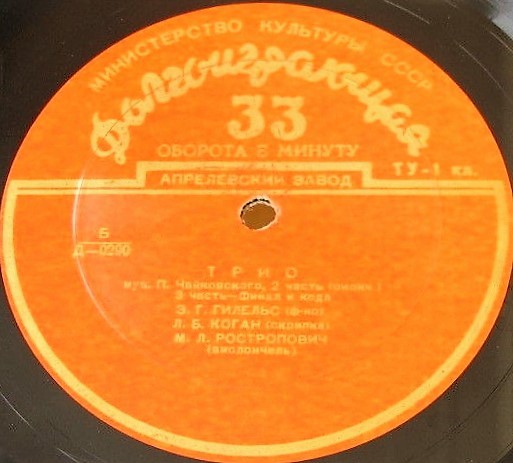 МИНИСТЕРСТВО КУЛЬТУРЫ СССР
Долгоиграющая
33
ОБОРОТА В МИНУТУ
ТУ-1 кл.
АПРЕЛЕВСКИЙ ЗАВОД
Б
Д—0290
ТРИО
муз. П. Чайковского, 2 часть (оконч.)
3 часть—Финал и кода
Э. Г. ГИЛЕЛЬС (ф-но)
Л. Б. КОГАН (скрипка)
М. Л. РОСТРОПОВИЧ
(виолончель)